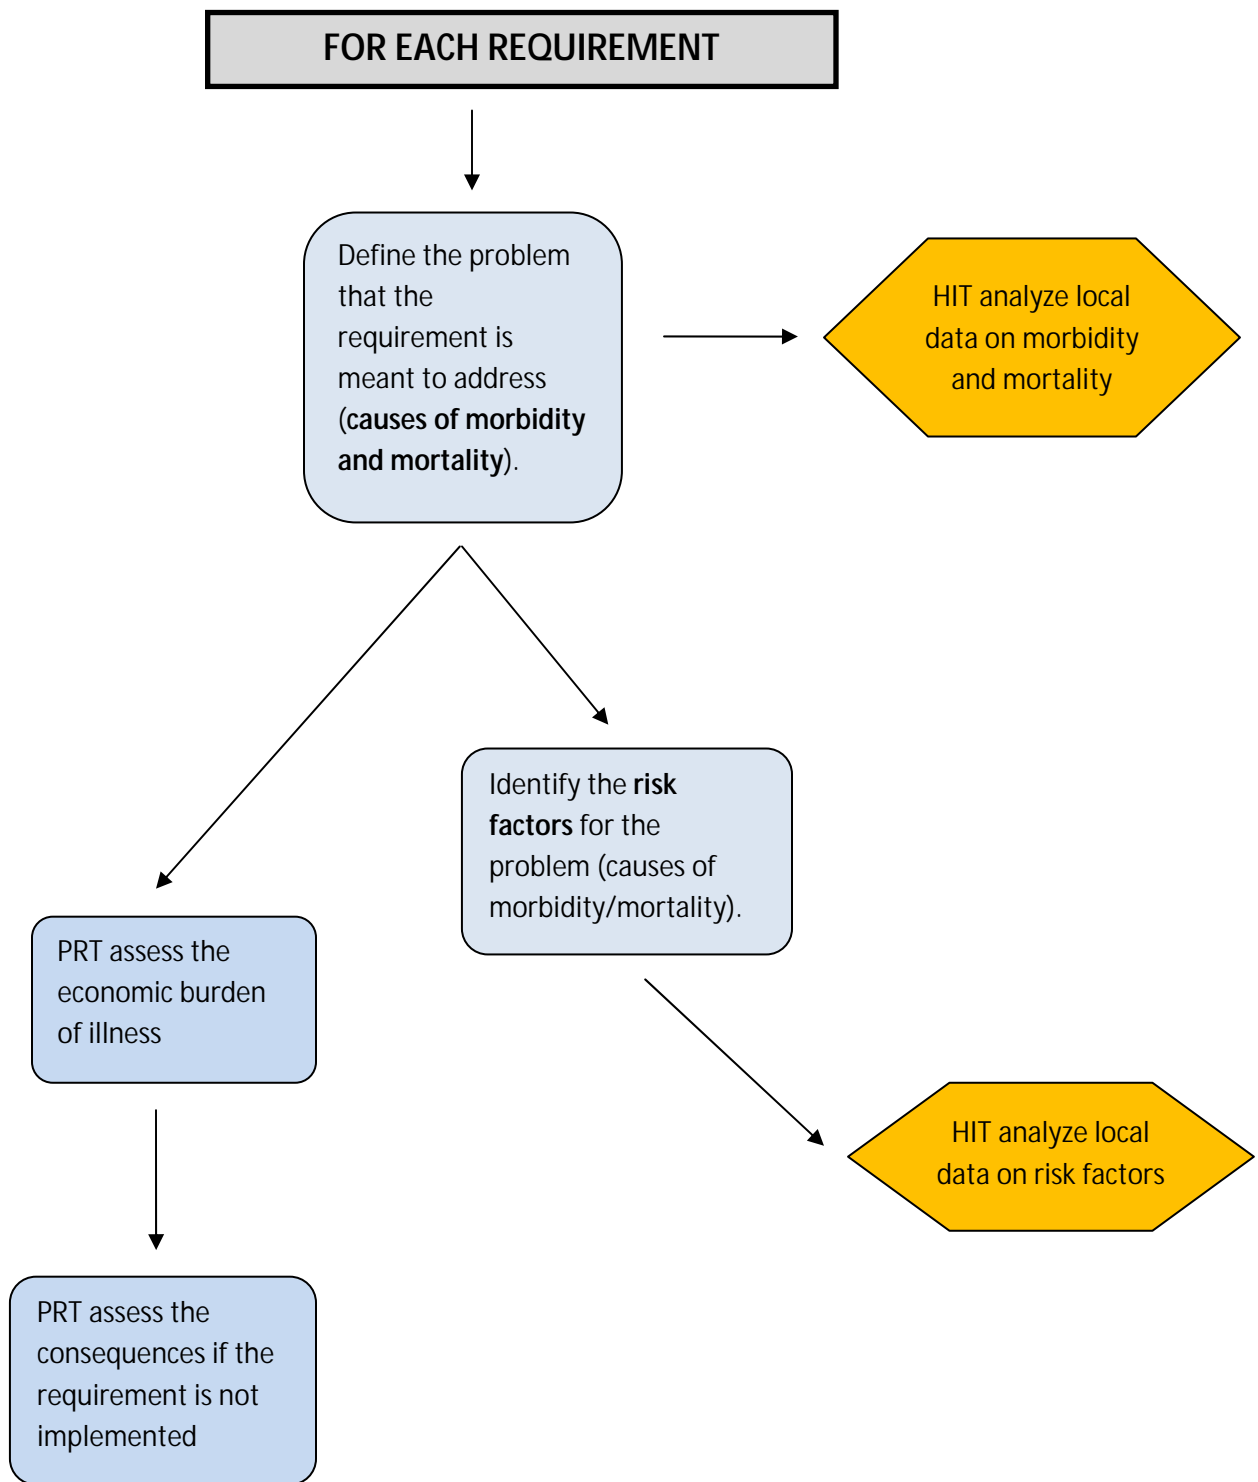 FOR EACH REQUIREMENT
Define the problem
that the
requirement is
meant to address
(causes of morbidity
and mortality).
HIT analyze local
data on morbidity
and mortality
Identify the risk
factors for the
problem (causes of
morbidity/mortality).
PRT assess the
economic burden
of illness
HIT analyze local
data on risk factors
PRT assess the
consequences if the
requirement is not
implemented